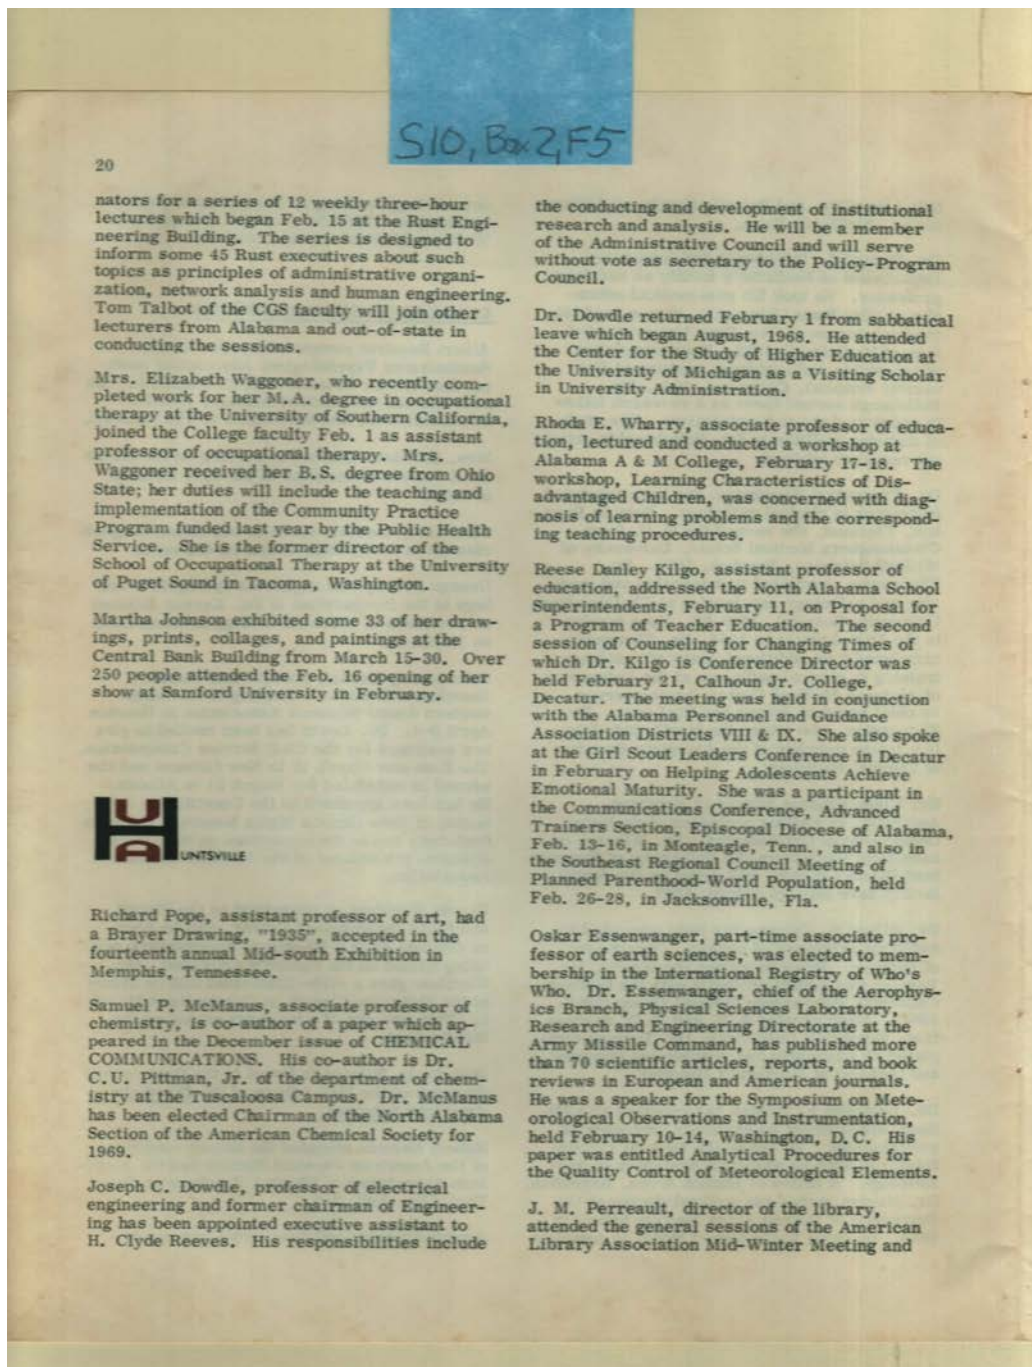 S10, Box 2, F5
20
nators for a series of 12 weekly three-hour
lectures which began Feb. 15 at the Rust Engi-
neering Building. The series is designed to
inform some 45 Rust executives about such
topics as principles of administrative organi-
zation, network analysis and human engineering.
Tom Talbot of the CGS faculty will join other
lecturers from Alabama and out-of-state in
conducting the sessions.
Mrs. Elizabeth Waggoner, who recently com-
pleted work for her M.A. degree in occupational
therapy at the University of Southern California,
joined the College faculty Feb. 1 as assistant
professor of occupational therapy. Mrs.
Waggoner received her B.S. degree from Ohio
State; her duties will include the teaching and
implementation of the Community Practice
Program funded last year by the Public Health
Service. She is the former director of the
School of Occupational Therapy at the University
of Puget Sound in Tacoma, Washington.
Martha Johnson exhibited some 33 of her draw-
ings, prints, collages, and paintings at the
Central Bank Building from March 15-30. Over
250 people attended the Feb. 16 opening of her
show at Samford University in February.
UAHUNTSVILLE
Richard Pope, assistant professor of art, had
a Brayer Drawing, "1935", accepted in the
fourteenth annual Mid-south Exhibition in
Memphis, Tennessee.
Samuel P. McManus, associate professor of
chemistry, is co-author of a paper which ap-
peared in the December issue of CHEMICAL
COMMUNICATIONS. His co-author is Dr.
C.U. Pittman, Jr. of the department of chem-
istry at the Tuscaloosa Campus. Dr. McManus
has been elected Chairman of the North Alabama
Section of the American Chemical Society for
1969.
Joseph C. Dowdle, professor of electrical
engineering and former chairman of Engineer-
ing has been appointed executive assistant to
H. Clyde Reeves. His responsibilities include
the conducting and development of institutional
research and analysis. He will be a member
of the Administrative Council and will serve
without vote as secretary to the Policy-Program
Council.
Dr. Dowdle returned February 1 from sabbatical
leave which began August, 1968. He attended
the Center for the Study of Higher Education at
the University of Michigan as a Visiting Scholar
in University Administration.
Rhoda E. Wharry, associate professor of educa-
tion, lectured and conducted a workshop at
Alabama A & M College, February 17-18. The
workshop, Learning Characteristics of Dis-
advantaged Children, was concerned with diag-
nosis of learning problems and the correspond-
ing teaching procedures.
Reese Danley Kilgo, assistant professor of
education, addressed the North Alabama School
Superintendents, February 11, on Proposal for
a Program of Teacher Education. The second
session of Counseling for Changing Times of
which Dr. Kilgo is Conference Director was
held February 21, Calhoun Jr. College,
Decatur. The meeting was held in conjunction
with the Alabama Personnel and Guidance
Association Districts VIII & IX. She also spoke
at the Girl Scout Leaders Conference in Decatur
in February on Helping Adolescents Achieve
Emotional Maturity. She was a participant in
the Communications Conference, Advanced
Trainers Section, Episcopal Diocese of Alabama,
Feb. 13-16, in Monteagle, Tenn., and also in
the Southeast Regional Council Meeting of
Planned Parenthood-World Population, held
Feb. 26-28, in Jacksonville, Fla.
Oskar Essenwanger, part-time associate pro-
fessor of earth sciences, was elected to mem-
bership in the International Registry of Who's
Who. Dr. Essenwanger, chief of the Aerophys-
ics Branch, Physical Sciences Laboratory,
Research and Engineering Directorate at the
Army Missile Command, has published more
than 70 scientific articles, reports, and book
reviews in European and American journals.
He was a speaker for the Symposium on Mete-
orological Observations and Instrumentation,
held February 10-14, Washington, D.C. His
paper was entitled Analytical Procedures for
the Quality Control of Meteorological Elements.
J. M. Perreault, director of the library,
attended the general sessions of the American
Library Association Mid-Winter Meeting and